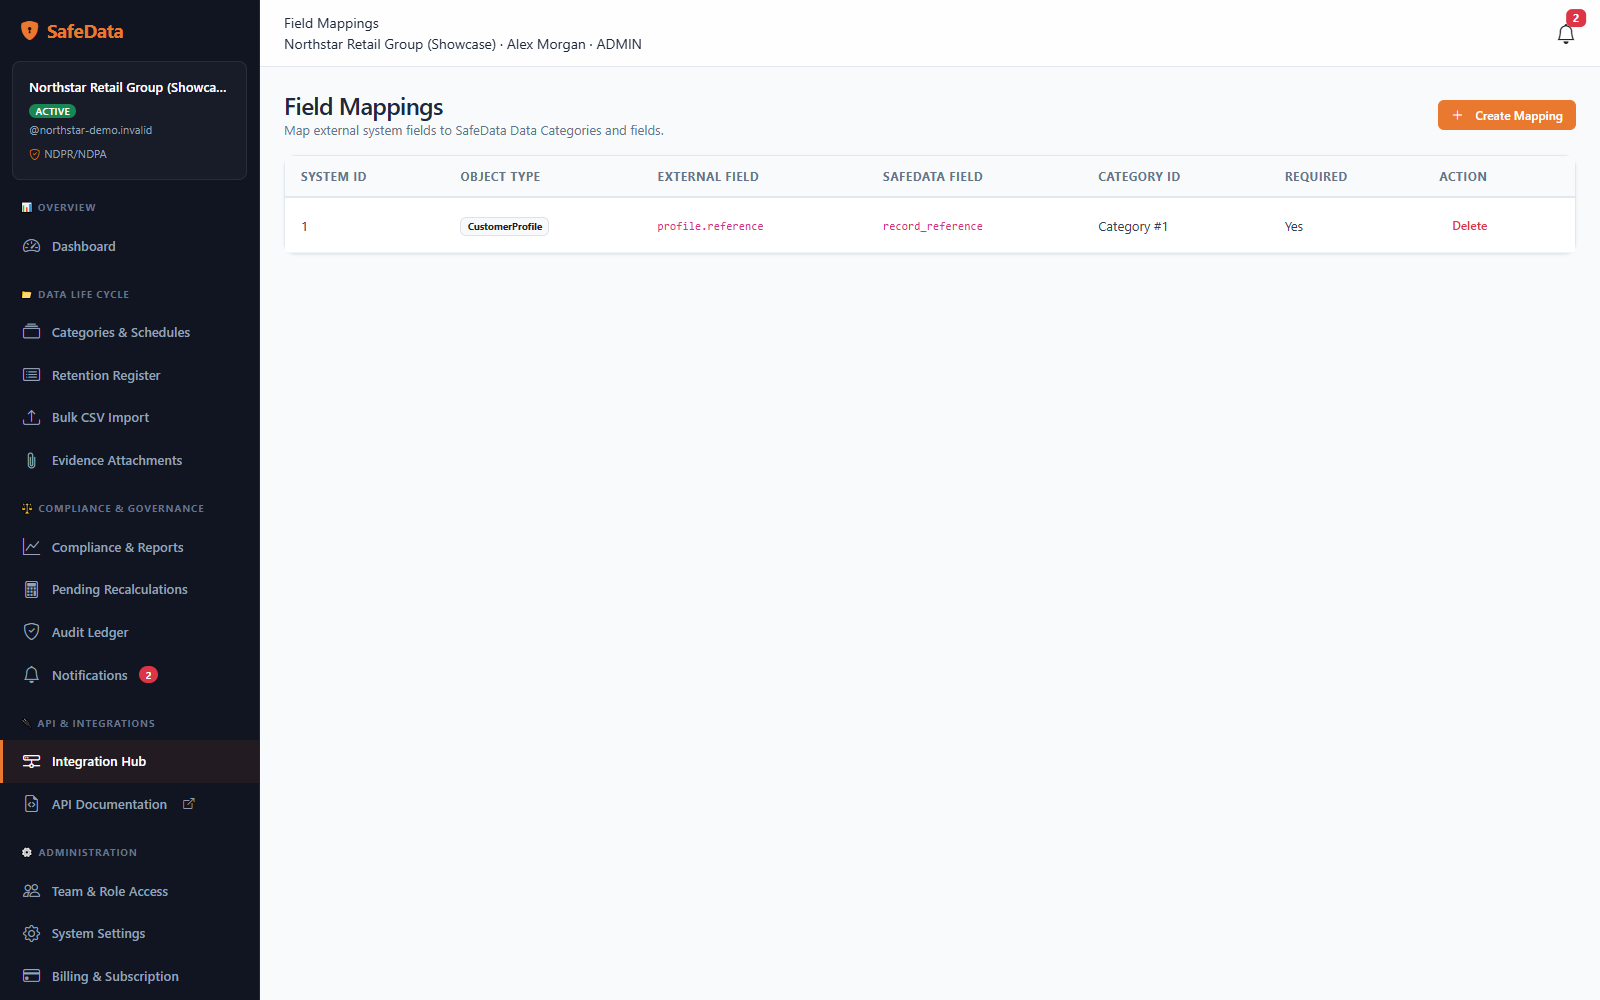 SafeData
Northstar Retail Group (Showca...
ACTIVE
@northstar-demo.invalid
NDPR/NDPA
OVERVIEW
Dashboard
DATA LIFE CYCLE
Categories & Schedules
Retention Register
Bulk CSV Import
Evidence Attachments
COMPLIANCE & GOVERNANCE
Compliance & Reports
Pending Recalculations
Audit Ledger
Notifications 2
API & INTEGRATIONS
Integration Hub
API Documentation
ADMINISTRATION
Team & Role Access
System Settings
Billing & Subscription
Field Mappings
Northstar Retail Group (Showcase) · Alex Morgan · ADMIN
2
Field Mappings
Map external system fields to SafeData Data Categories and fields.
+ Create Mapping
SYSTEM ID OBJECT TYPE EXTERNAL FIELD SAFEDATA FIELD CATEGORY ID REQUIRED ACTION
1 CustomerProfile profile.reference record_reference Category #1 Yes Delete